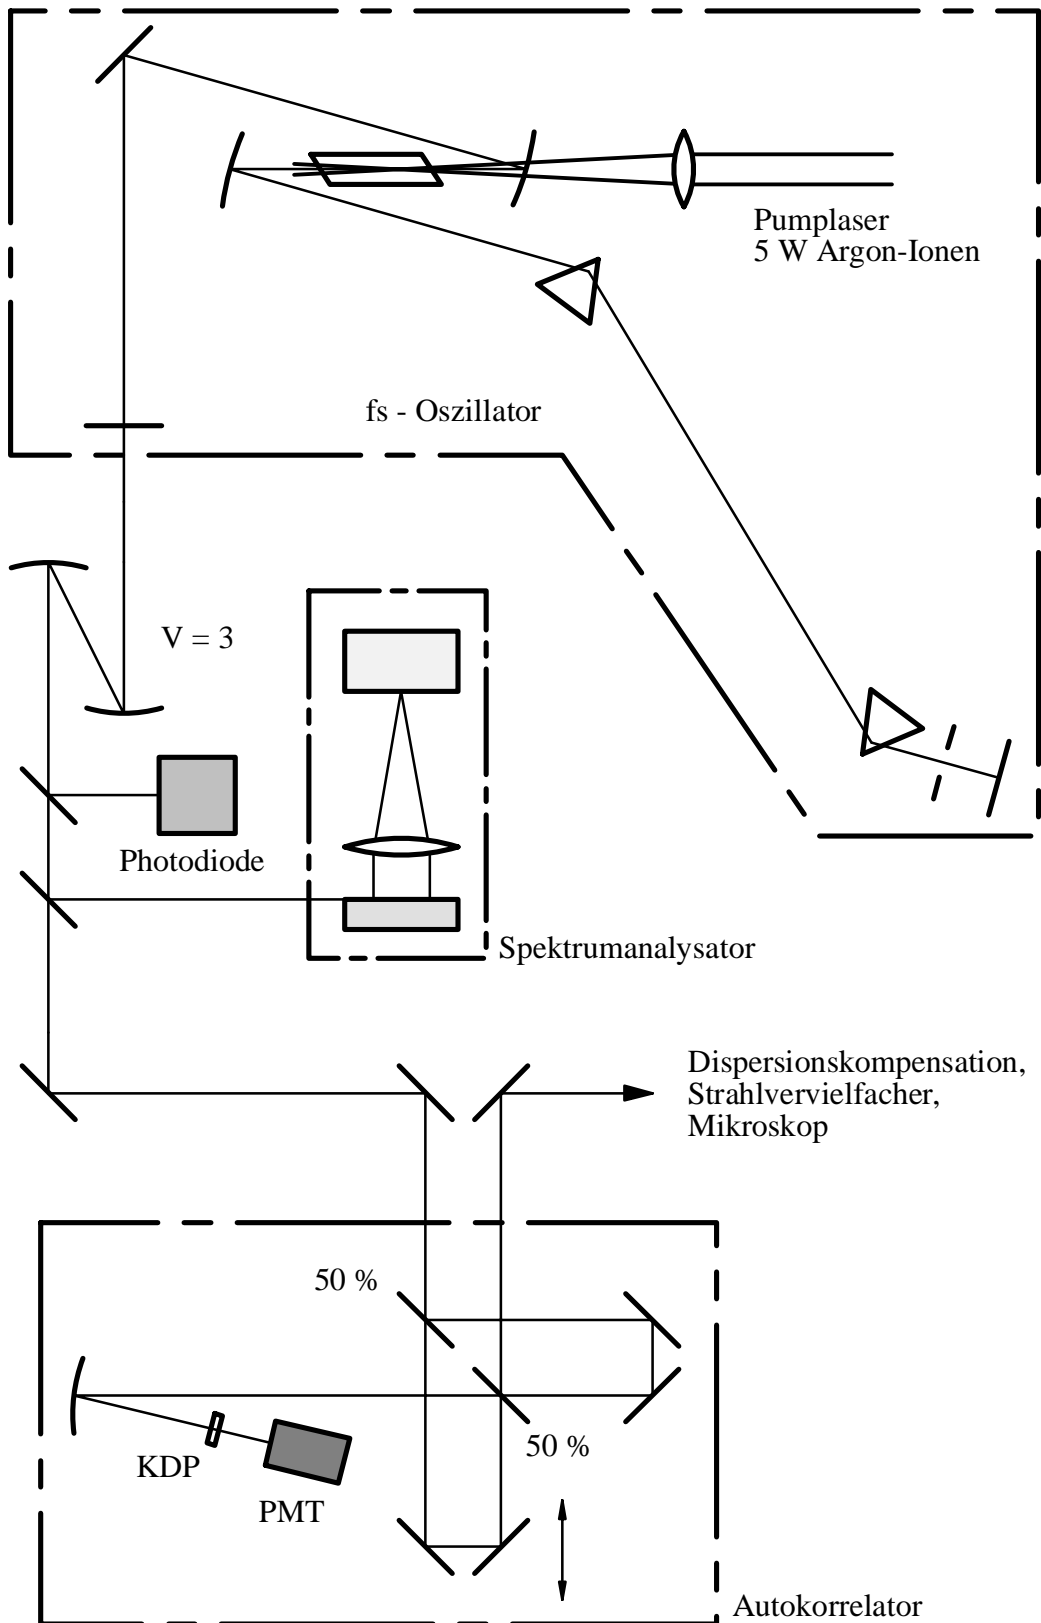 Pumplaser
5 W Argon-Ionen
fs - Oszillator
V = 3
Photodiode
Spektrumanalysator
Dispersionskompensation,
Strahlvervielfacher,
Mikroskop
50 %
50 %
KDP
PMT
Autokorrelator